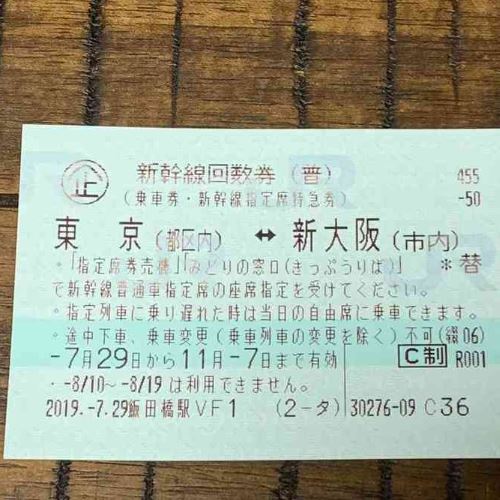 企 新幹線回数券(普) 455
(乗車券・新幹線指定席特急券) -50
東 京(都区内) ↔ 新大阪(市内)
・「指定席券売機」「みどりの窓口(きっぷうりば)」 *替
で新幹線普通車指定席の座席指定を受けてください。
・指定列車に乗り遅れた時は当日の自由席に乗車できます。
・途中下車、乗車変更(乗車列車の変更を除く)不可(綴06)
-7月29日から11月-7日まで有効 C制 R001
・-8/10~-8/19は利用できません。
2019.-7.29飯田橋駅VF1 (2-タ) 30276-09 C36